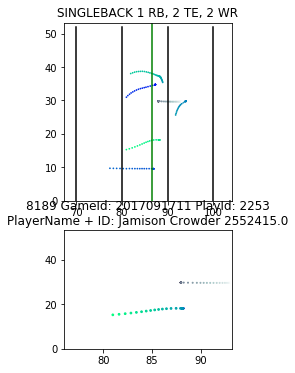 SINGLEBACK 1 RB, 2 TE, 2 WR
50
40
30
20
10
0
70 80 90 100
8189 GameId: 2017091711 PlayId: 2253
PlayerName + ID: Jamison Crowder 2552415.0
40
20
0
80 85 90